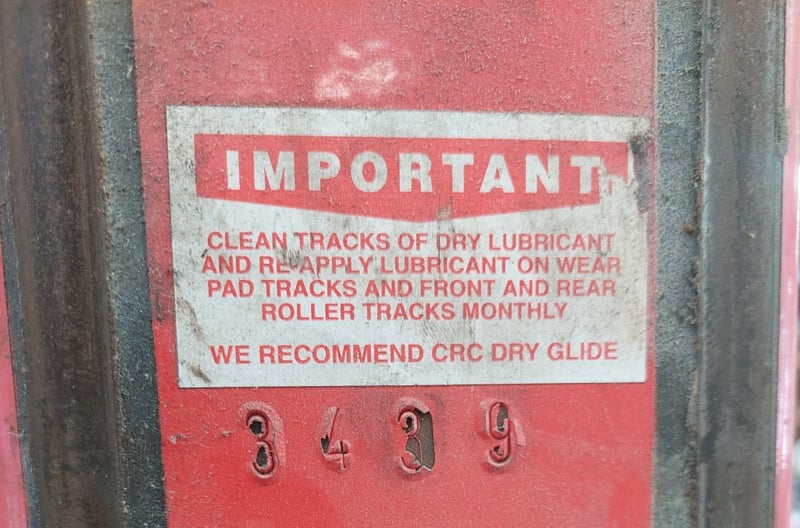 IMPORTANT
CLEAN TRACKS OF DRY LUBRICANT
AND RE-APPLY LUBRICANT ON WEAR
PAD TRACKS AND FRONT AND REAR
ROLLER TRACKS MONTHLY
WE RECOMMEND CRC DRY GLIDE
3439